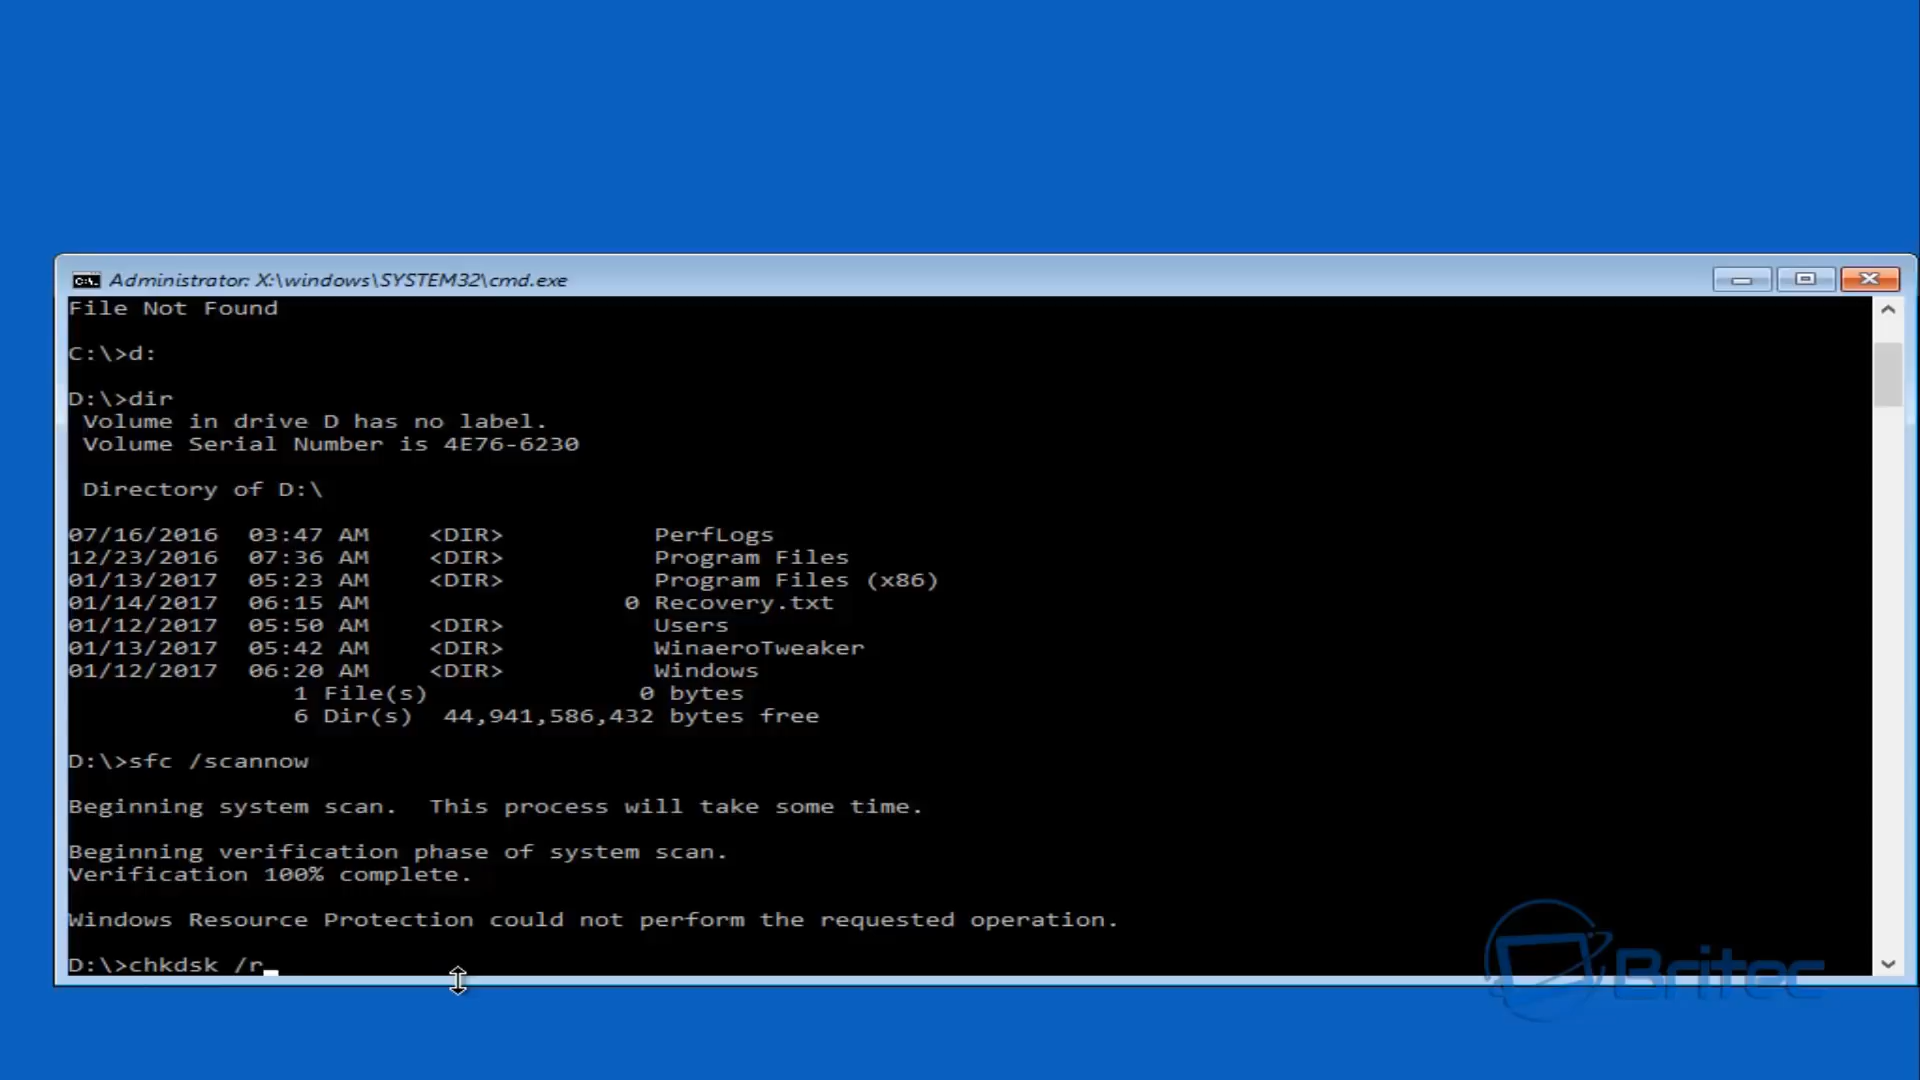 Administrator: X:\windows\SYSTEM32\cmd.exe
File Not Found
C:\>d:
D:\>dir
Volume in drive D has no label.
Volume Serial Number is 4E76-6230
Directory of D:\
07/16/2016 03:47 AM <DIR> PerfLogs
12/23/2016 07:36 AM <DIR> Program Files
01/13/2017 05:23 AM <DIR> Program Files (x86)
01/14/2017 06:15 AM 0 Recovery.txt
01/12/2017 05:50 AM <DIR> Users
01/13/2017 05:42 AM <DIR> WinaeroTweaker
01/12/2017 06:20 AM <DIR> Windows
1 File(s) 0 bytes
6 Dir(s) 44,941,586,432 bytes free
D:\>sfc /scannow
Beginning system scan. This process will take some time.
Beginning verification phase of system scan.
Verification 100% complete.
Windows Resource Protection could not perform the requested operation.
D:\>chkdsk /r
Britec